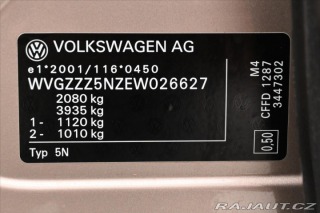 VOLKSWAGEN AG
e1*2001/116*0450
WVGZZZ5NZEW026627
2080 kg
3935 kg
1- 1120 kg
2- 1010 kg
Typ 5N
M4
CFFD 1287
3447302
0,50
RAJAUT.CZ